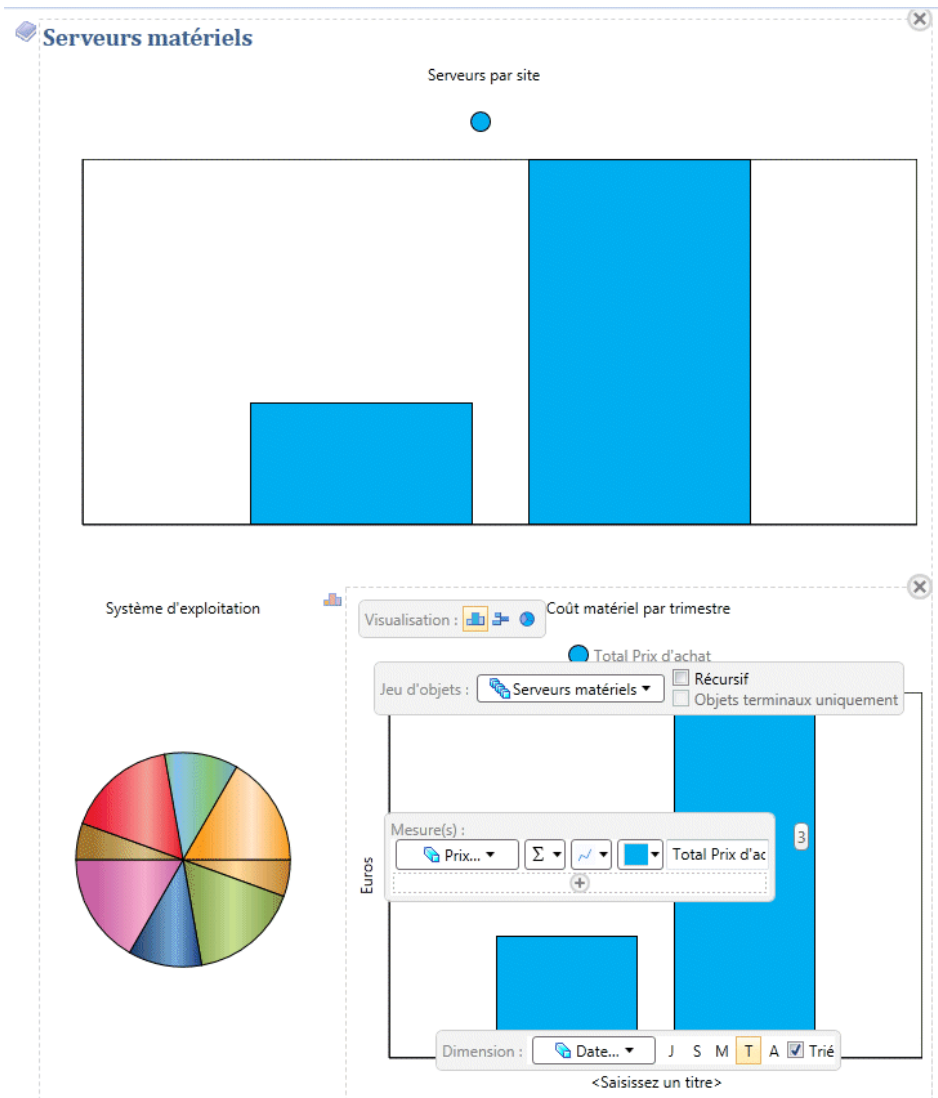 Serveurs matériels
Serveurs par site
Système d'exploitation
Visualisation :
Coût matériel par trimestre
Total Prix d'achat
Jeu d'objets :
Serveurs matériels
Récursif
Objets terminaux uniquement
Mesure(s) :
Prix...
Σ
Total Prix d'ac
3
Euros
Dimension :
Date...
J S M T A
Trié
<Saisissez un titre>